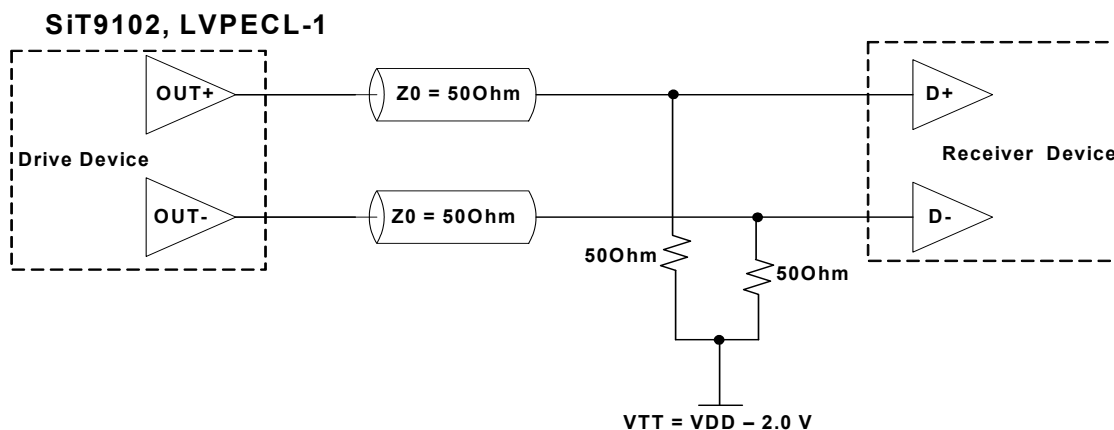 SiT9102, LVPECL-1
OUT+
Z0 = 50Ohm
D+
Drive Device
Receiver Device
OUT-
Z0 = 50Ohm
D-
50Ohm
50Ohm
VTT = VDD – 2.0 V